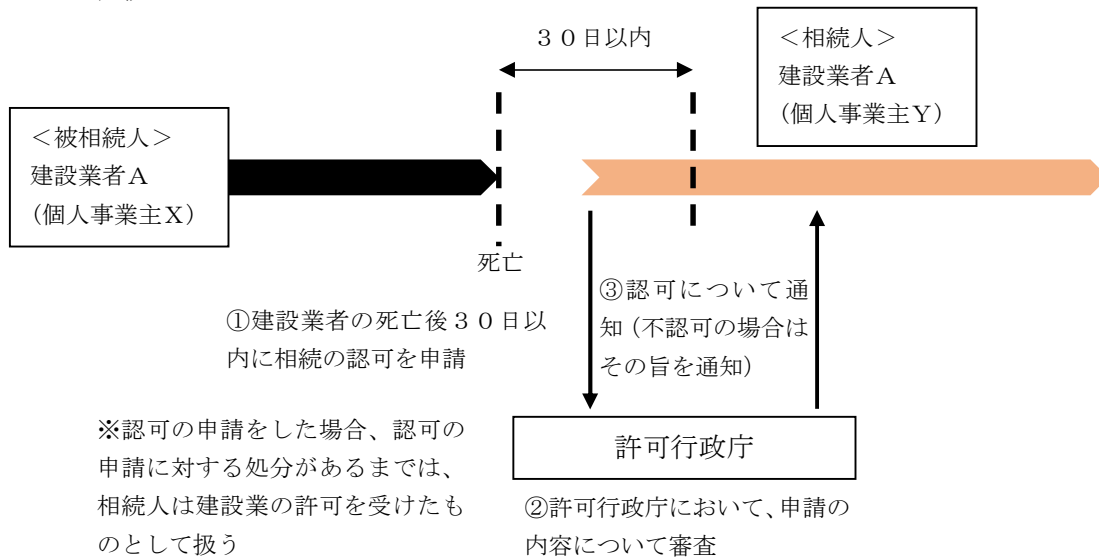 ３０日以内
＜相続人＞
建設業者Ａ
（個人事業主Ｙ）
＜被相続人＞
建設業者Ａ
（個人事業主Ｘ）
死亡
①建設業者の死亡後３０日以
内に相続の認可を申請
③認可について通
知（不認可の場合は
その旨を通知）
※認可の申請をした場合、認可の
申請に対する処分があるまでは、
相続人は建設業の許可を受けたも
のとして扱う
許可行政庁
②許可行政庁において、申請の
内容について審査